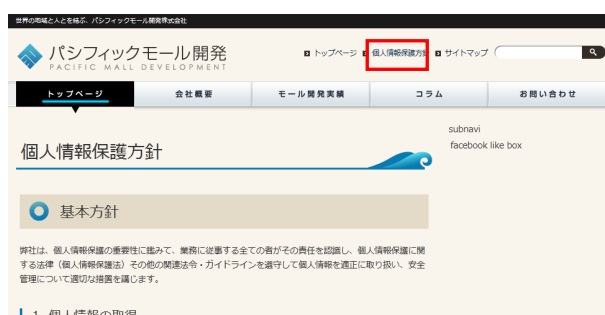 世界の地域と人とを結ぶ、パシフィックモール開発株式会社
パシフィックモール開発
PACIFIC MALL DEVELOPMENT
トップページ 個人情報保護方針 サイトマップ
トップページ 会社概要 モール開発実績 コラム お問い合わせ
subnavi
facebook like box
個人情報保護方針
基本方針
弊社は、個人情報保護の重要性に鑑みて、業務に従事する全ての者がその責任を認識し、個人情報保護に関
する法律（個人情報保護法）その他の関連法令・ガイドラインを遵守して個人情報を適正に取り扱い、安全
管理について適切な措置を講じます。
1. 個人情報の取得